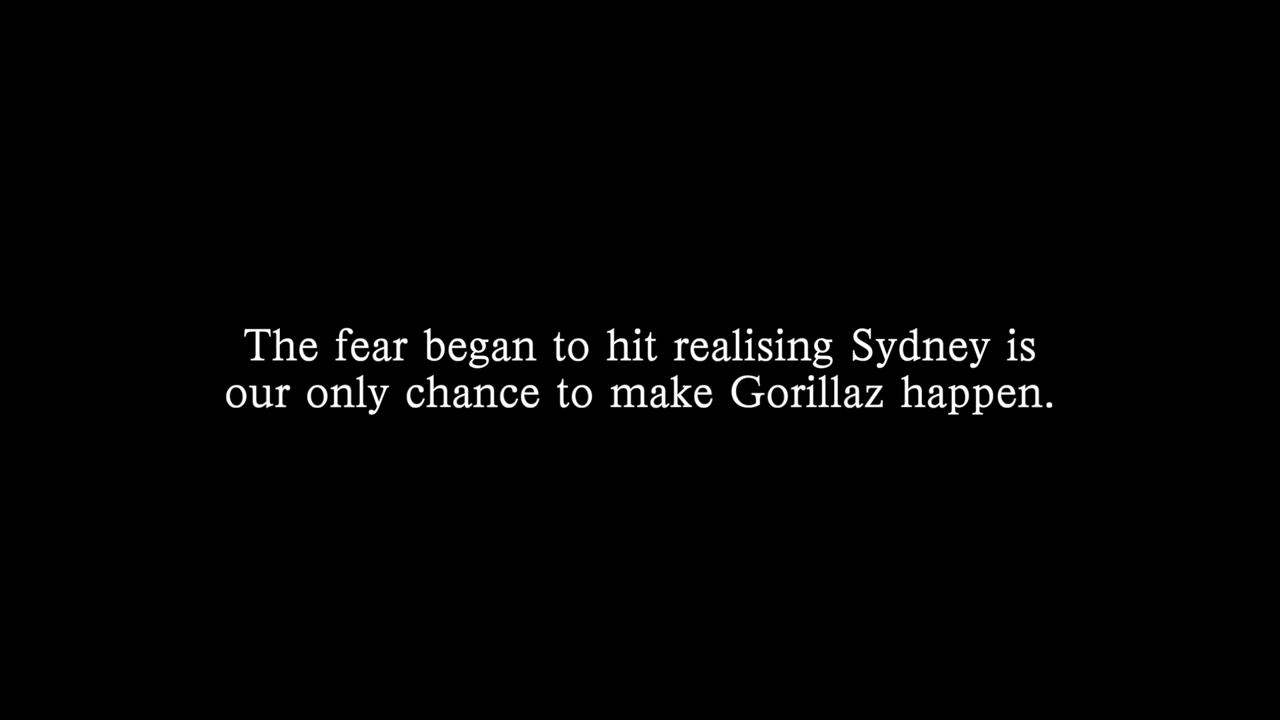 The fear began to hit realising Sydney is
our only chance to make Gorillaz happen.